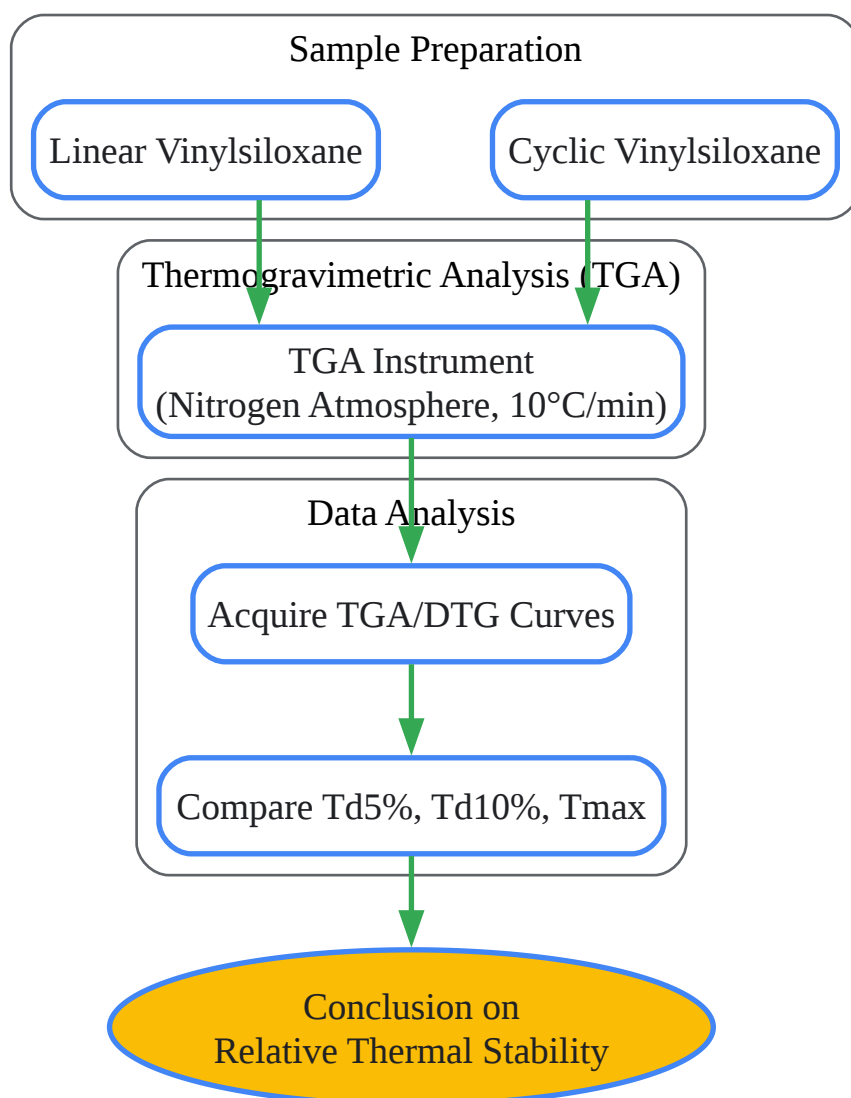 Sample Preparation
Linear Vinylsiloxane
Cyclic Vinylsiloxane
Thermogravimetric Analysis (TGA)
TGA Instrument
(Nitrogen Atmosphere, 10°C/min)
Data Analysis
Acquire TGA/DTG Curves
Compare Td5%, Td10%, Tmax
Conclusion on
Relative Thermal Stability